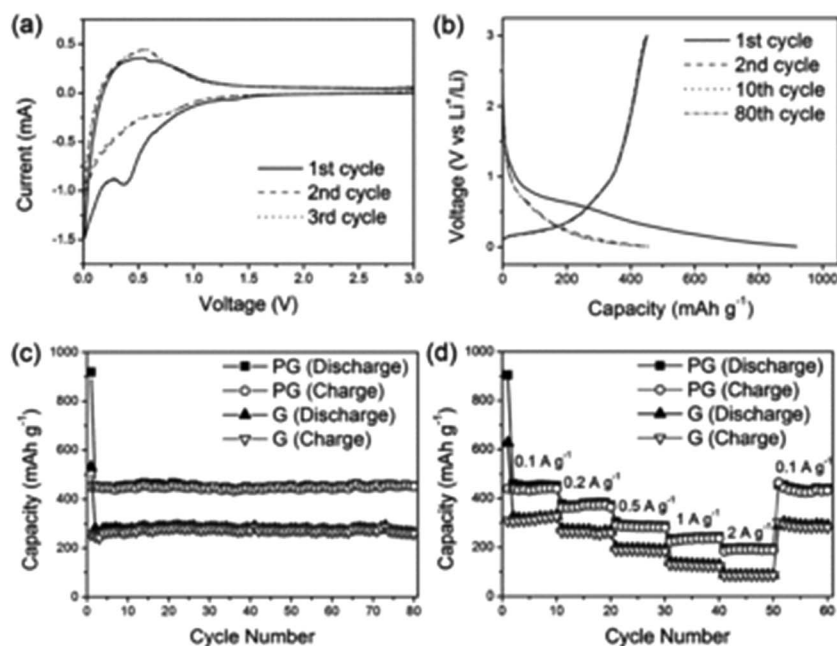 (a)
0.5
0.0
-0.5
-1.0
-1.5
Current (mA)
1st cycle
2nd cycle
3rd cycle
0.0 0.5 1.0 1.5 2.0 2.5 3.0
Voltage (V)
(b)
3
2
1
0
Voltage (V vs Li⁺/Li)
1st cycle
2nd cycle
10th cycle
80th cycle
0 200 400 600 800 1000
Capacity (mAh g⁻¹)
(c)
1000
800
600
400
200
0
Capacity (mAh g⁻¹)
PG (Discharge)
PG (Charge)
G (Discharge)
G (Charge)
0 10 20 30 40 50 60 70 80
Cycle Number
(d)
1000
800
600
400
200
0
Capacity (mAh g⁻¹)
PG (Discharge)
PG (Charge)
G (Discharge)
G (Charge)
0.1 A g⁻¹
0.2 A g⁻¹
0.5 A g⁻¹
1 A g⁻¹
2 A g⁻¹
0.1 A g⁻¹
0 10 20 30 40 50 60
Cycle Number